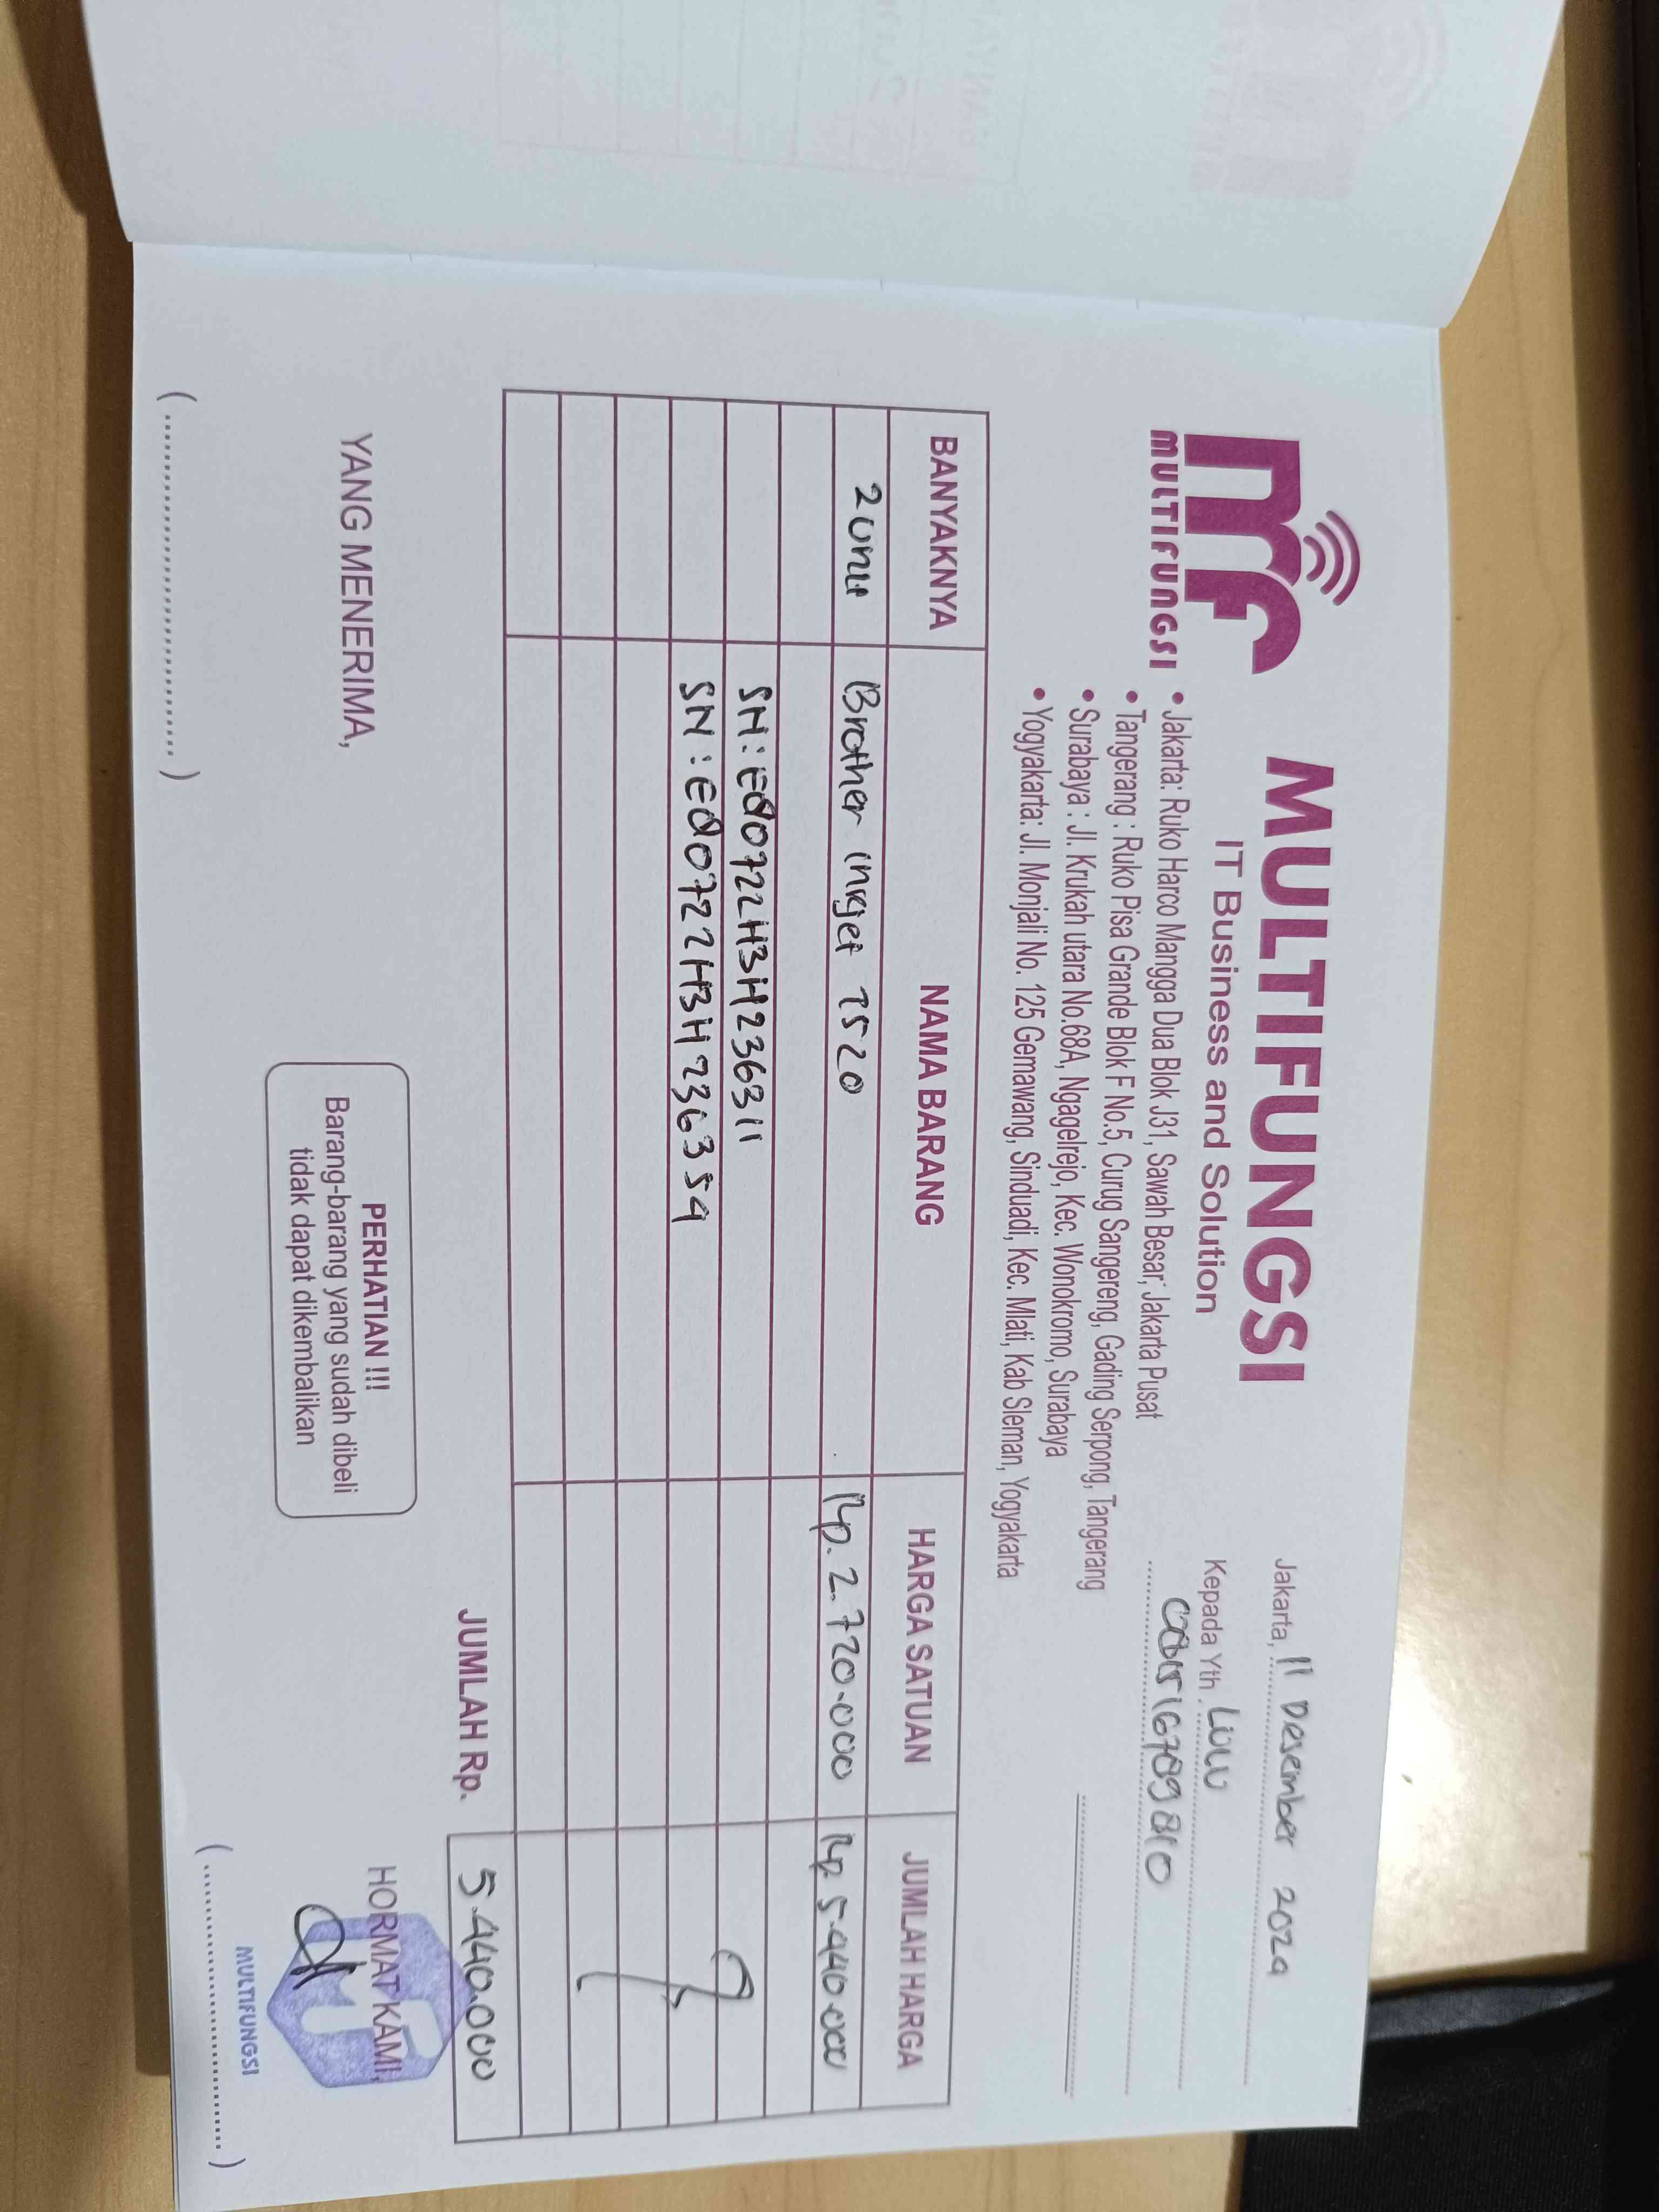 MULTIFUNGSI
MULTIFUNGSI
IT Business and Solution
• Jakarta: Ruko Harco Mangga Dua Blok J31, Sawah Besar, Jakarta Pusat
• Tangerang : Ruko Pisa Grande Blok F No.5, Curug Sangereng, Gading Serpong, Tangerang
• Surabaya : Jl. Krukah utara No.68A, Ngagelrejo, Kec. Wonokromo, Surabaya
• Yogyakarta: Jl. Monjali No. 125 Gemawang, Sinduadi, Kec. Mlati, Kab Sleman, Yogyakarta
Jakarta, 11 Desember 2024
Kepada Yth. Lulu
BANYAKNYA NAMA BARANG HARGA SATUAN JUMLAH HARGA
2 unit Brother Inkjet T520 Rp. 2.720.000 Rp 5.440.000
SN: E80722H3H236311
SN: E80722H3H236354
JUMLAH Rp. 5.440.000
YANG MENERIMA,
PERHATIAN !!!
Barang-barang yang sudah dibeli
tidak dapat dikembalikan
HORMAT KAMI,
MULTIFUNGSI
(..............................)
(..............................)